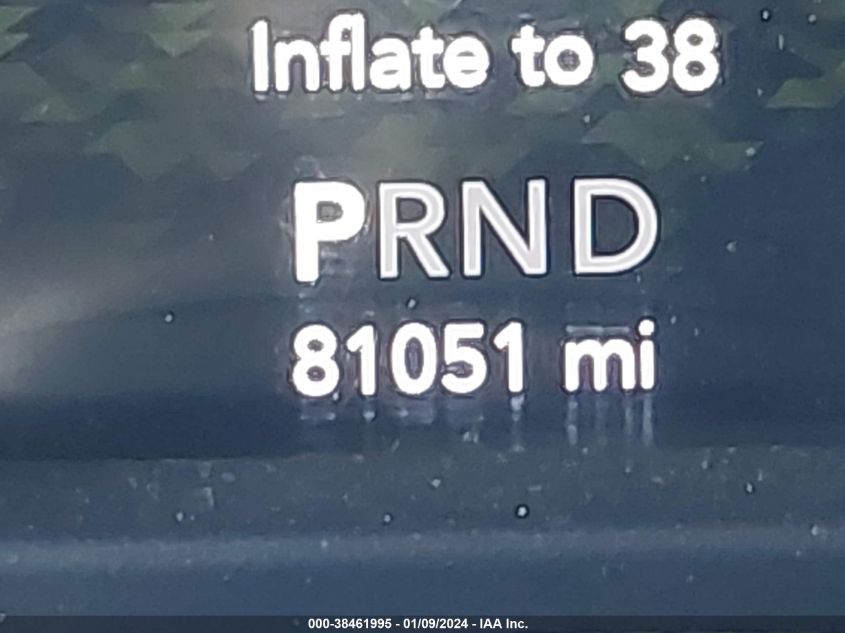 Inflate to 38
PRND
81051 mi
000-38461995 - 01/09/2024 - IAA Inc.